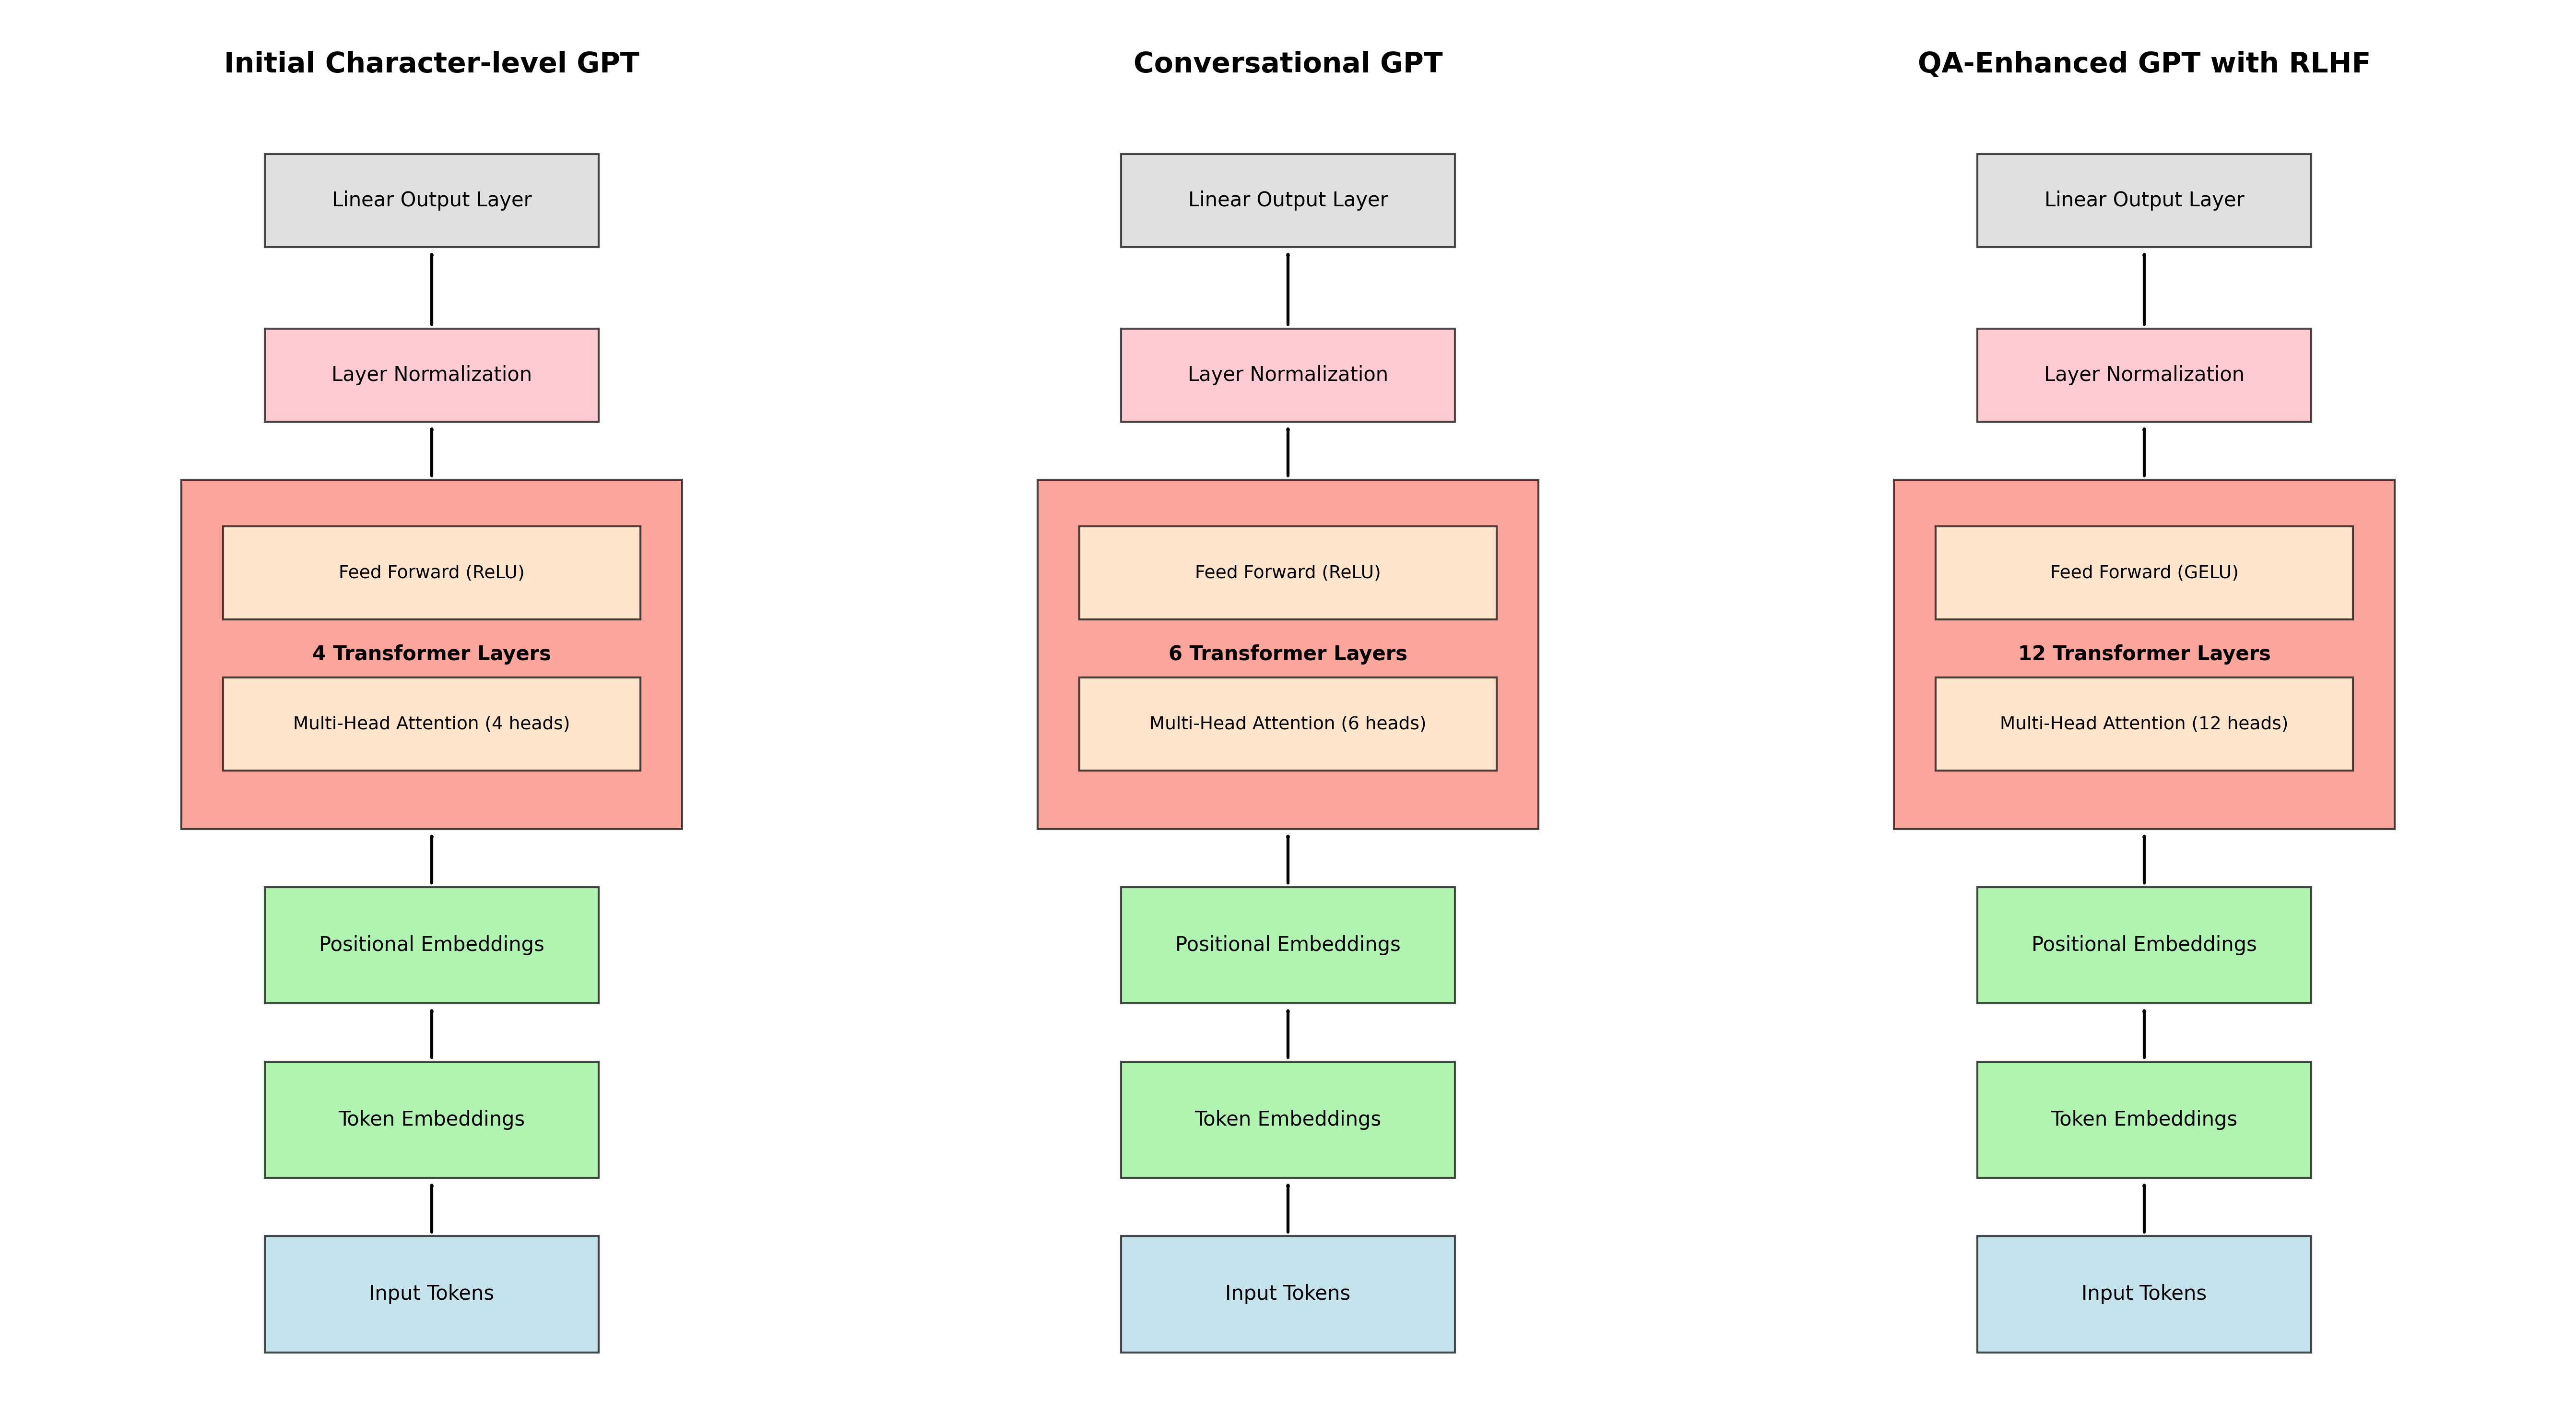 Initial Character-level GPT
Linear Output Layer
Layer Normalization
Feed Forward (ReLU)
4 Transformer Layers
Multi-Head Attention (4 heads)
Positional Embeddings
Token Embeddings
Input Tokens
Conversational GPT
Linear Output Layer
Layer Normalization
Feed Forward (ReLU)
6 Transformer Layers
Multi-Head Attention (6 heads)
Positional Embeddings
Token Embeddings
Input Tokens
QA-Enhanced GPT with RLHF
Linear Output Layer
Layer Normalization
Feed Forward (GELU)
12 Transformer Layers
Multi-Head Attention (12 heads)
Positional Embeddings
Token Embeddings
Input Tokens